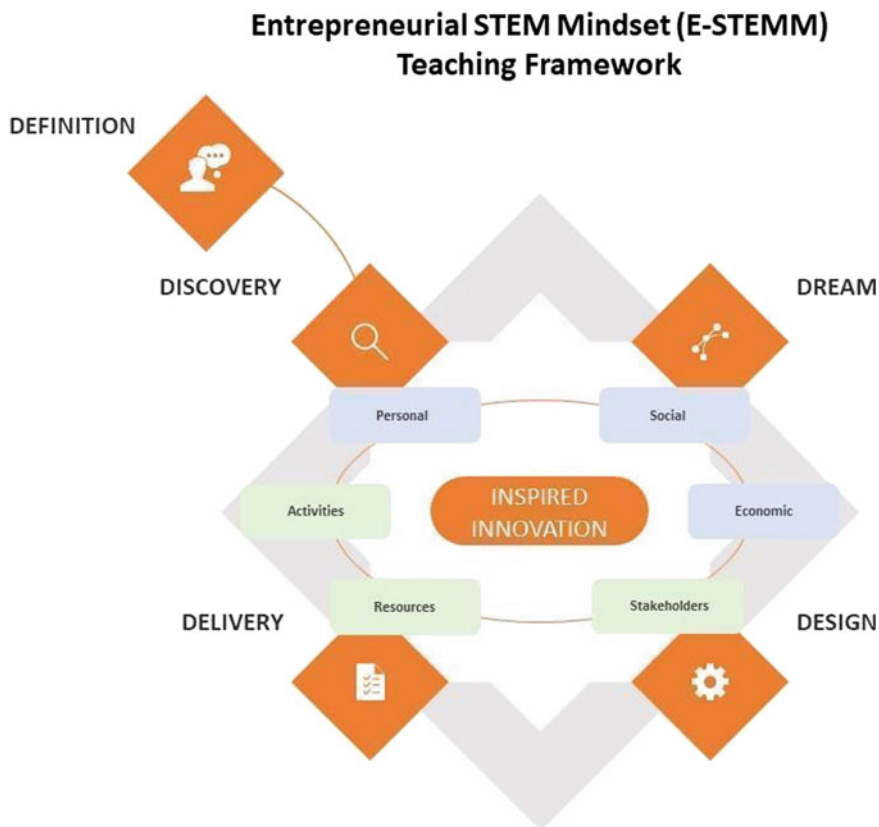 Entrepreneurial STEM Mindset (E-STEMM)
Teaching Framework
DEFINITION
DISCOVERY
DREAM
Personal
Social
Activities
INSPIRED
INNOVATION
Economic
Resources
Stakeholders
DELIVERY
DESIGN